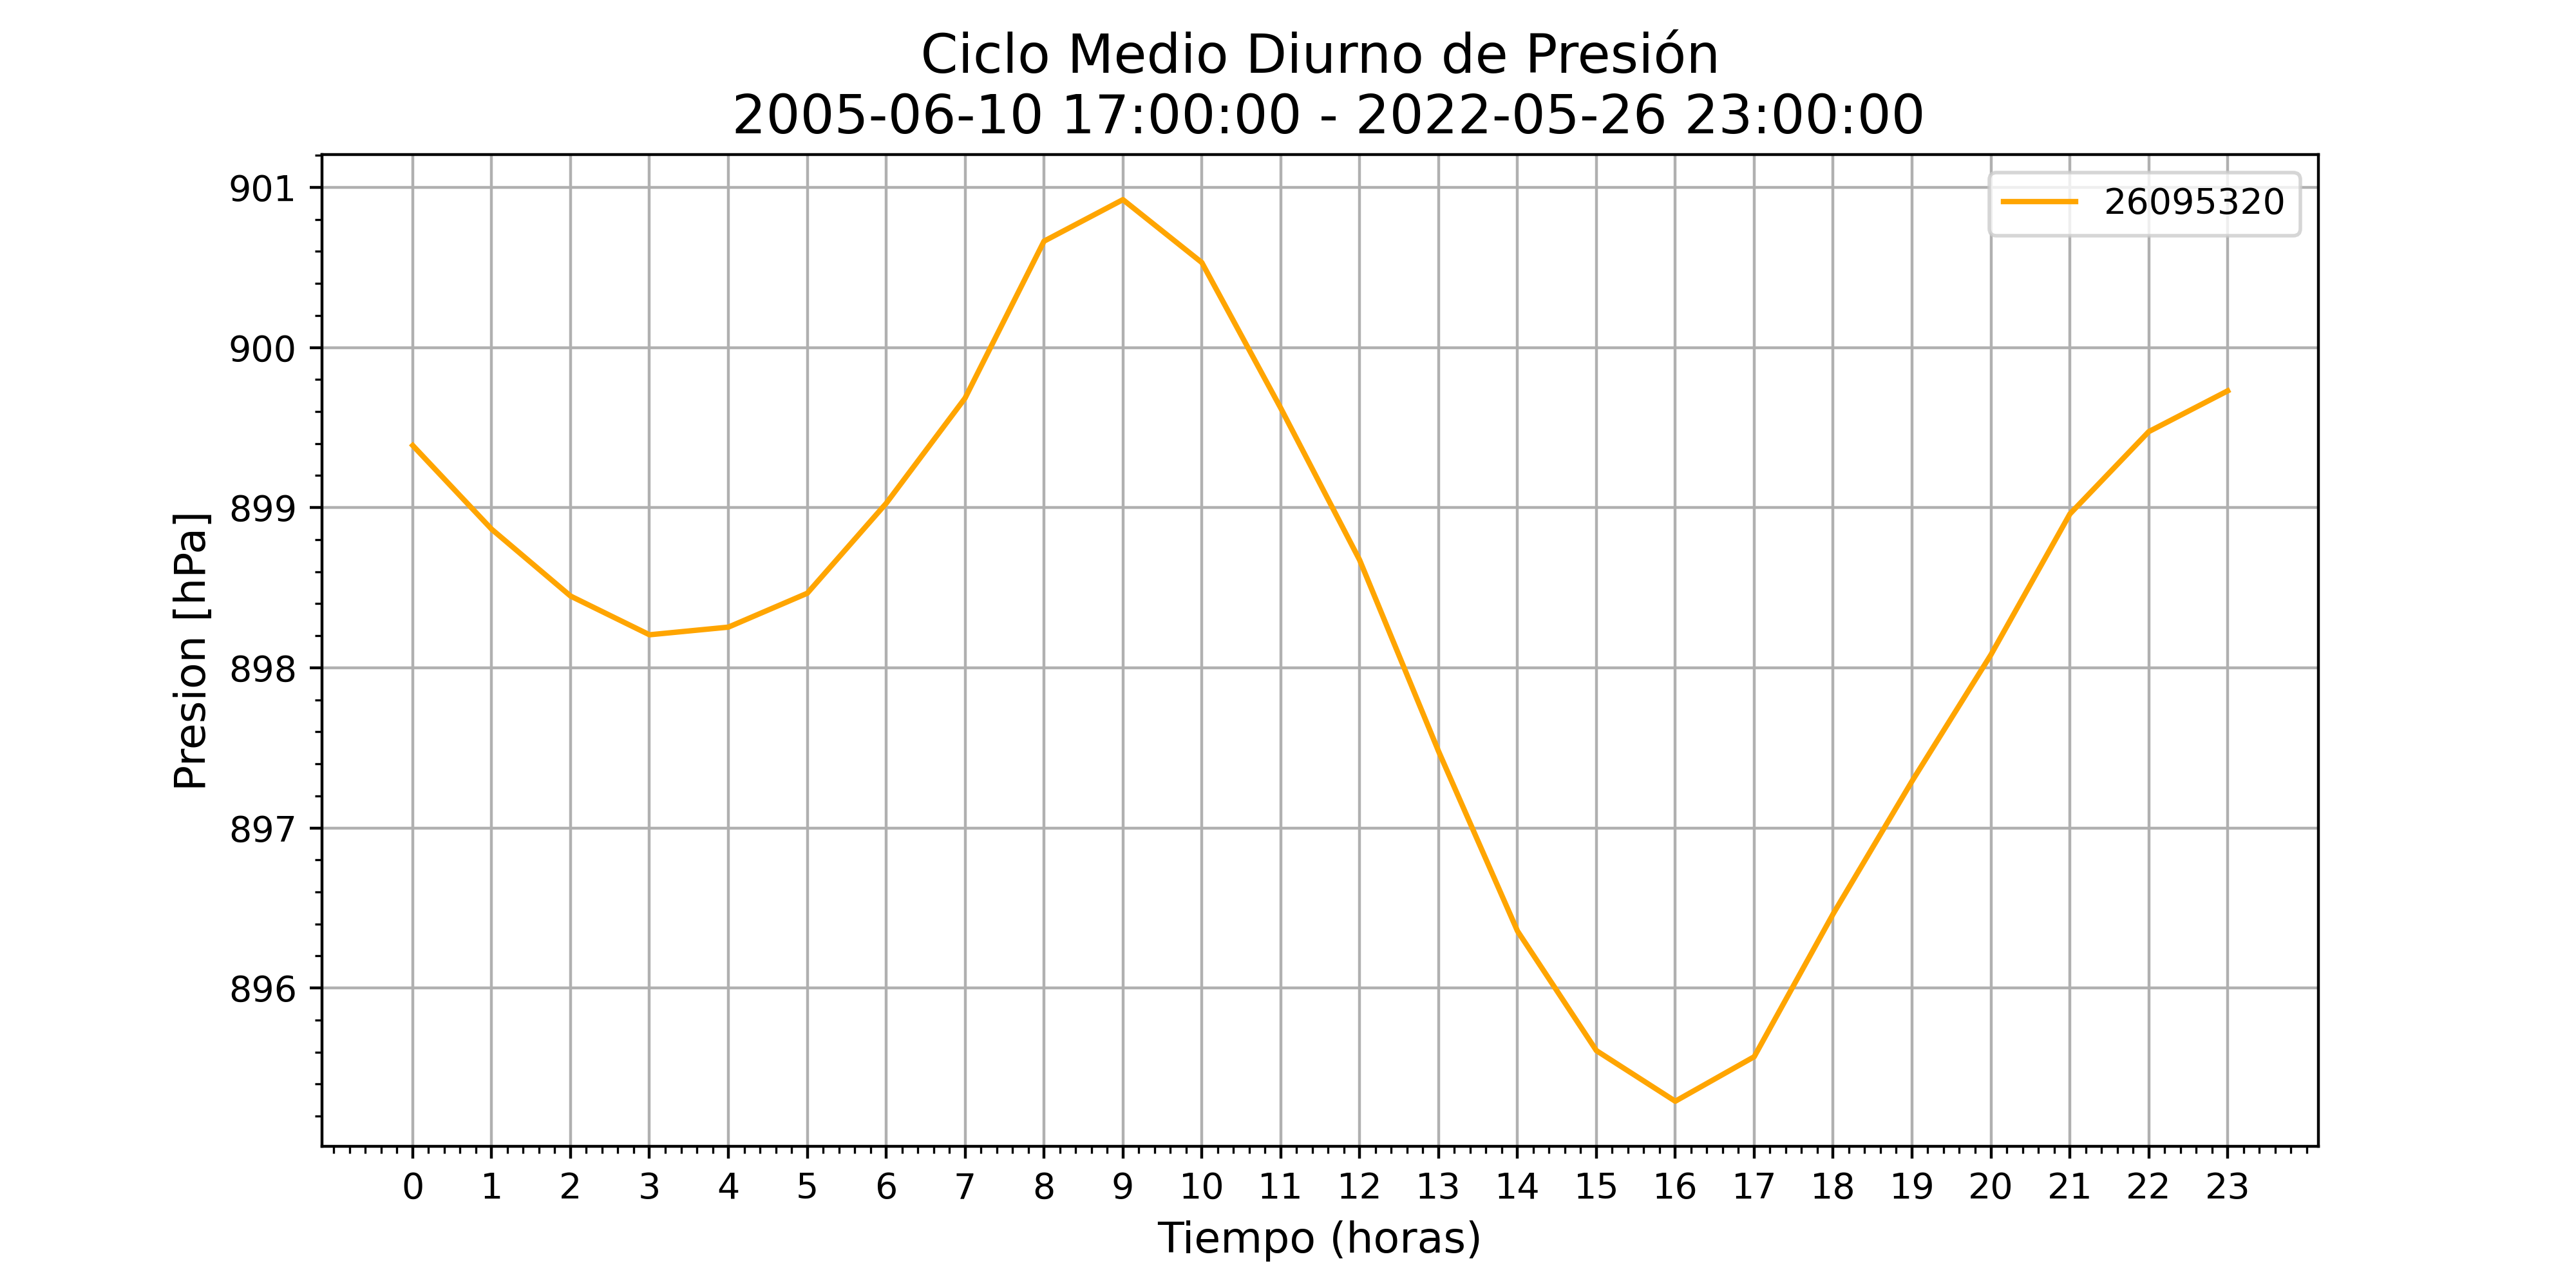 Ciclo Medio Diurno de Presión
2005-06-10 17:00:00 - 2022-05-26 23:00:00
26095320
901
900
899
898
897
896
Presion [hPa]
0 1 2 3 4 5 6 7 8 9 10 11 12 13 14 15 16 17 18 19 20 21 22 23
Tiempo (horas)